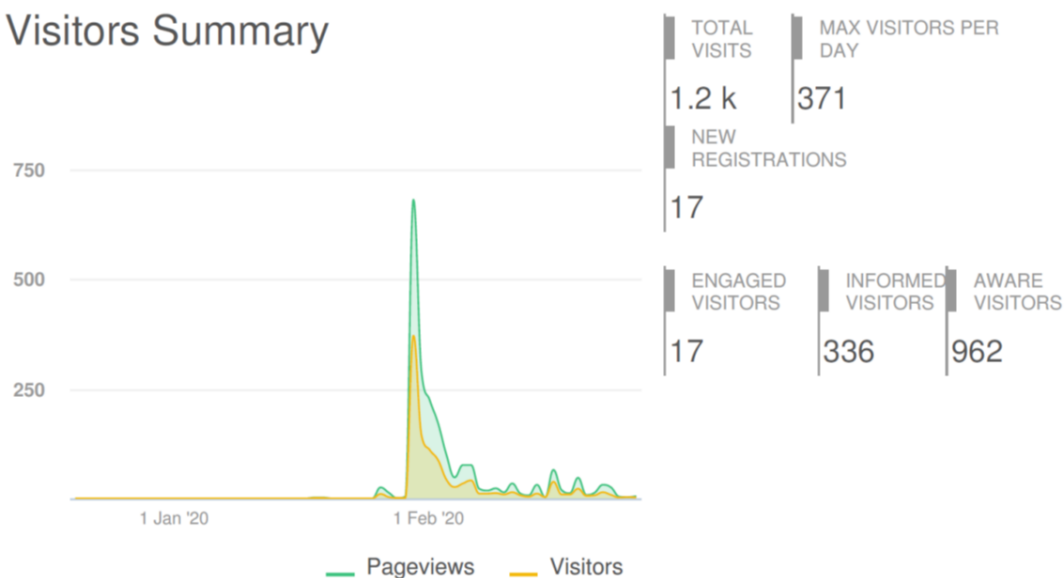 Visitors Summary
TOTAL
VISITS
1.2 k
MAX VISITORS PER
DAY
371
NEW
REGISTRATIONS
17
ENGAGED
VISITORS
17
INFORMED
VISITORS
336
AWARE
VISITORS
962
750
500
250
1 Jan '20
1 Feb '20
Pageviews
Visitors